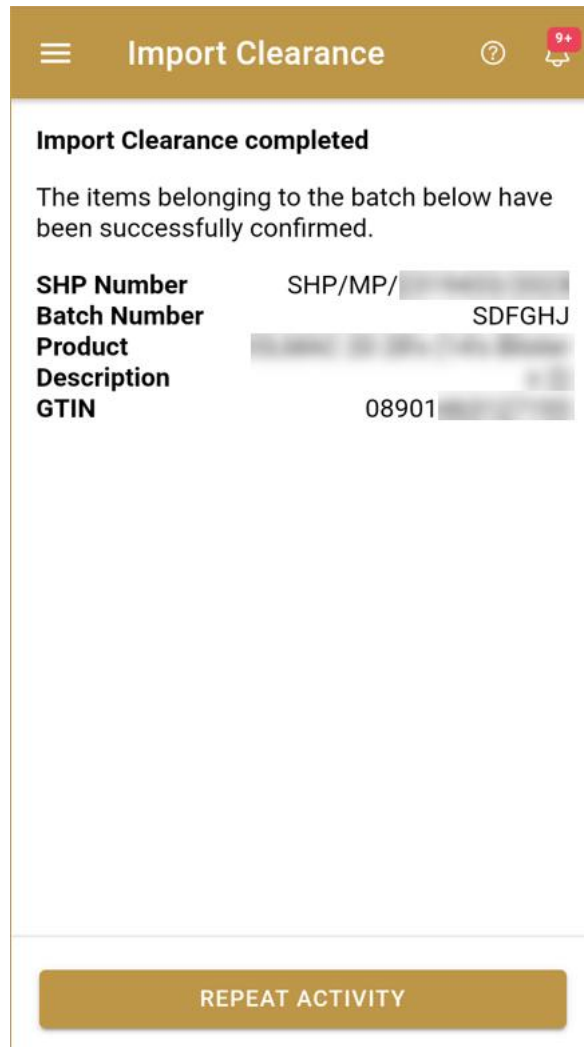 Import Clearance
9+
Import Clearance completed
The items belonging to the batch below have
been successfully confirmed.
SHP Number SHP/MP/
Batch Number SDFGHJ
Product
Description
GTIN 08901
REPEAT ACTIVITY